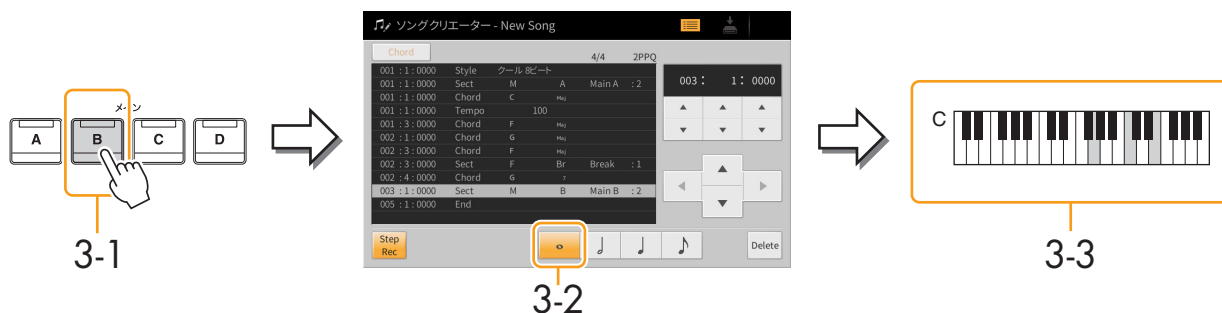 メイン
A B C D
3-1
ソングクリエーター - New Song
Chord
4/4 2PPQ
001 : 1 : 0000 Style クール 8ビート
001 : 1 : 0000 Sect M A Main A : 2
001 : 1 : 0000 Chord C Maj
001 : 1 : 0000 Tempo 100
001 : 3 : 0000 Chord F Maj
002 : 1 : 0000 Chord G Maj
002 : 3 : 0000 Chord F Maj
002 : 3 : 0000 Sect F Br Break : 1
002 : 4 : 0000 Chord G 7
003 : 1 : 0000 Sect M B Main B : 2
005 : 1 : 0000 End
003 : 1 : 0000
Step
Rec
Delete
3-2
C
3-3